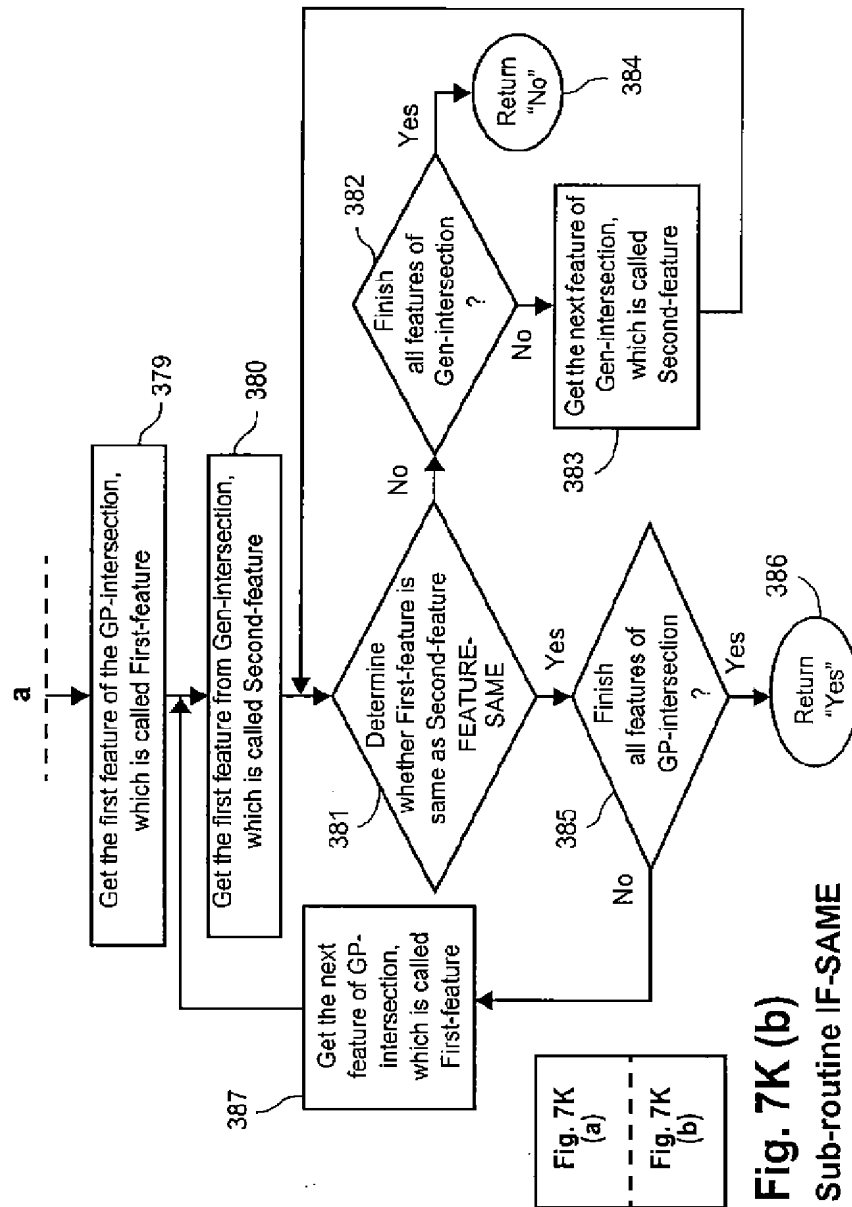 a
Get the first feature of the GP-intersection,
which is called First-feature
379
Get the first feature from Gen-intersection,
which is called Second-feature
380
Determine
whether First-feature is
same as Second-feature
FEATURE-
SAME
381
No
Yes
Finish
all features of
Gen-intersection
?
382
Yes
No
Return
"No"
384
Get the next feature of
Gen-intersection,
which is called
Second-feature
383
Finish
all features of
GP-intersection
?
385
Yes
No
Return
"Yes"
386
Get the next
feature of GP-
intersection,
which is called
First-feature
387
Fig. 7K
(a)
Fig. 7K
(b)
Fig. 7K (b)
Sub-routine IF-SAME